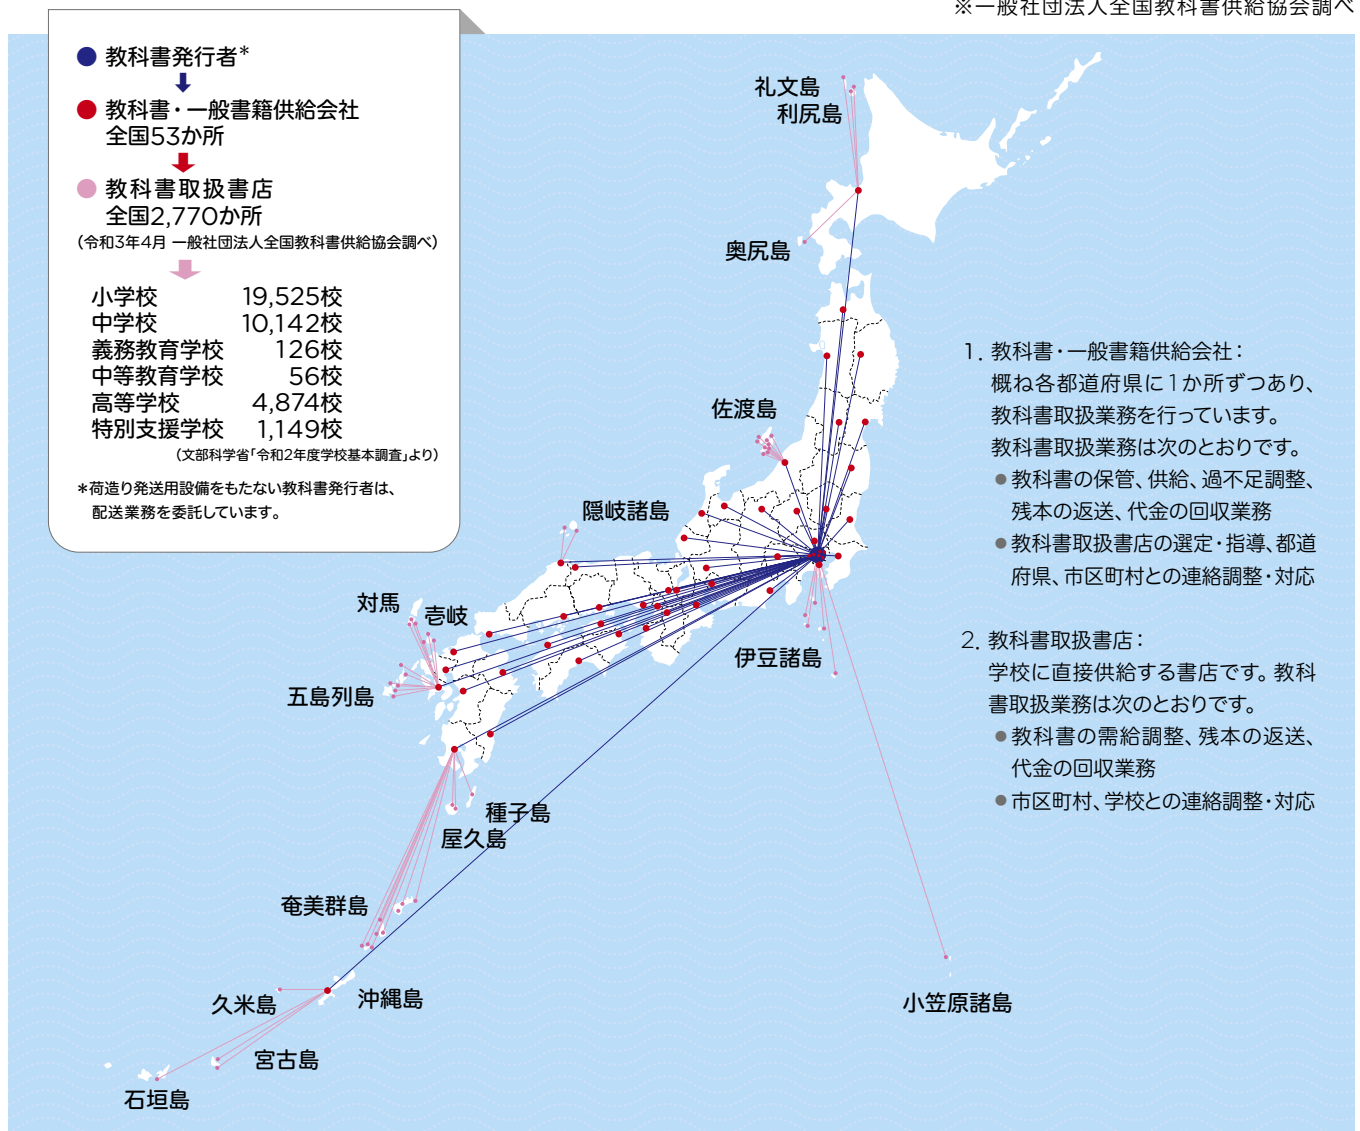 ※一般社団法人全国教科書供給協会調べ
教科書発行者*
教科書・一般書籍供給会社
全国53か所
教科書取扱書店
全国2,770か所
(令和3年4月 一般社団法人全国教科書供給協会調べ)
小学校 19,525校
中学校 10,142校
義務教育学校 126校
中等教育学校 56校
高等学校 4,874校
特別支援学校 1,149校
(文部科学省「令和2年度学校基本調査」より)
*荷造り発送用設備をもたない教科書発行者は、
配送業務を委託しています。
礼文島
利尻島
奥尻島
佐渡島
隠岐諸島
対馬
壱岐
五島列島
伊豆諸島
種子島
屋久島
奄美群島
沖縄島
久米島
宮古島
石垣島
小笠原諸島
1. 教科書・一般書籍供給会社：
概ね各都道府県に1か所ずつあり、
教科書取扱業務を行っています。
教科書取扱業務は次のとおりです。
●教科書の保管、供給、過不足調整、
残本の返送、代金の回収業務
●教科書取扱書店の選定・指導、都道
府県、市区町村との連絡調整・対応
2. 教科書取扱書店：
学校に直接供給する書店です。教科
書取扱業務は次のとおりです。
●教科書の需給調整、残本の返送、
代金の回収業務
●市区町村、学校との連絡調整・対応